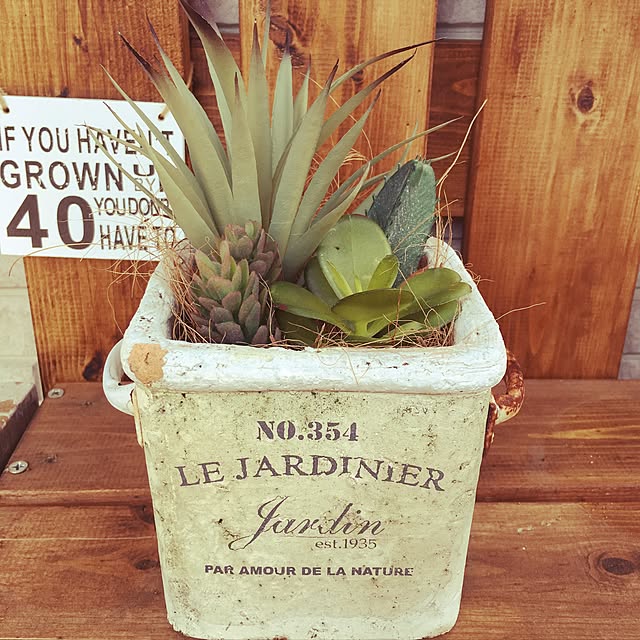 IF YOU HAVEN'T
GROWN
40 YOU DON'T
HAVE TO
NO.354
LE JARDINIER
Jardin
est.1935
PAR AMOUR DE LA NATURE